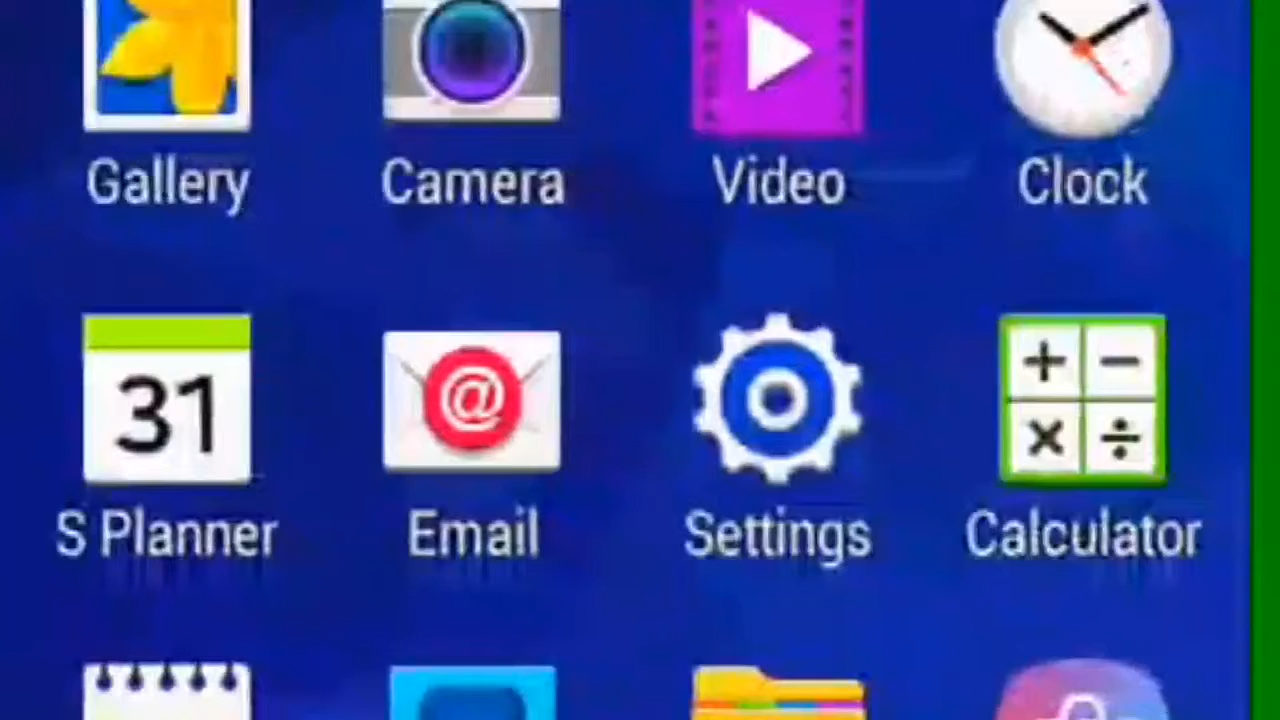 Gallery Camera Video Clock
31 @ + − × ÷
S Planner Email Settings Calculator